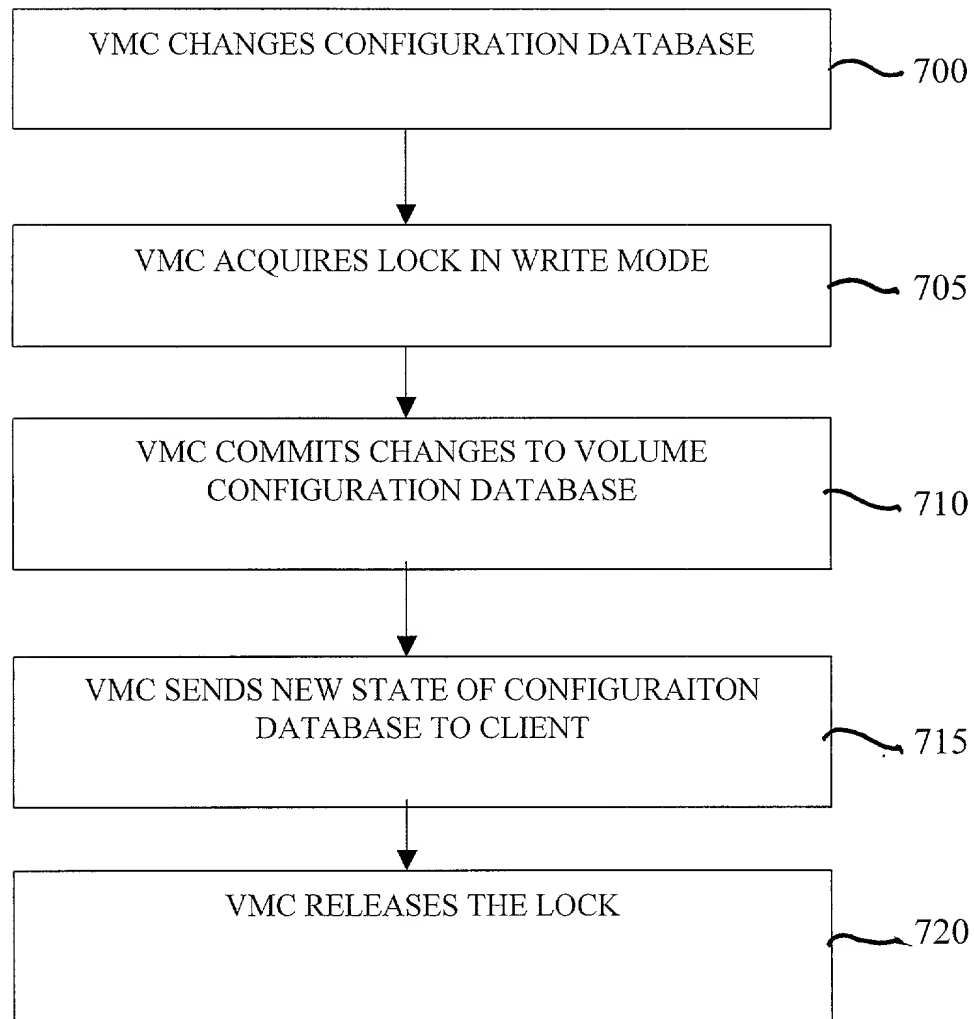 VMC CHANGES CONFIGURATION DATABASE
700
VMC ACQUIRES LOCK IN WRITE MODE
705
VMC COMMITS CHANGES TO VOLUME
CONFIGURATION DATABASE
710
VMC SENDS NEW STATE OF CONFIGURAITON
DATABASE TO CLIENT
715
VMC RELEASES THE LOCK
720